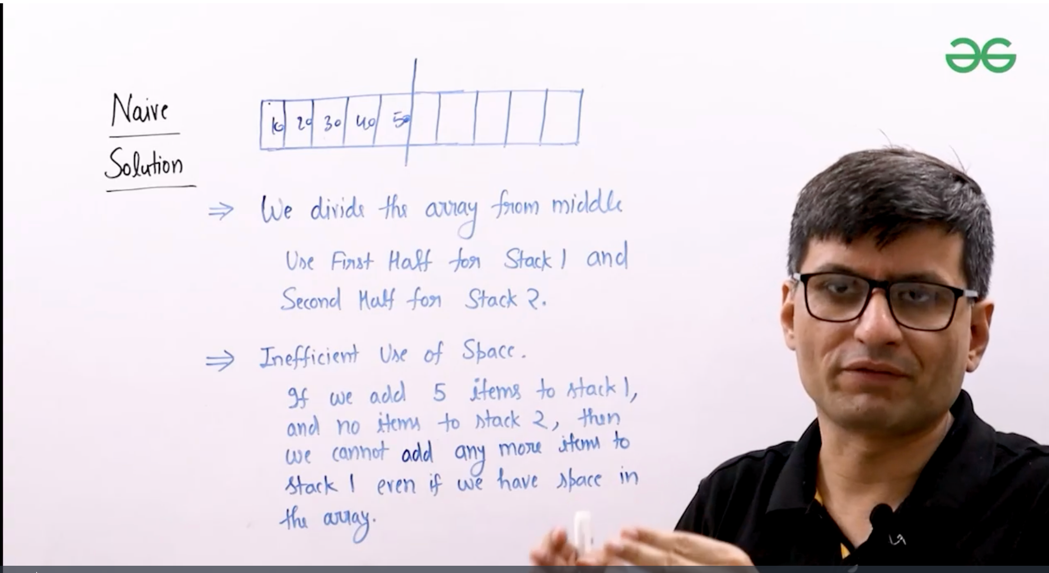 Naive
Solution
10 20 30 40 50
⇒ We divide the array from middle
Use First Half for Stack 1 and
Second Half for Stack 2.
⇒ Inefficient Use of Space.
If we add 5 items to stack 1,
and no items to stack 2, then
we cannot add any more items to
stack 1 even if we have space in
the array.